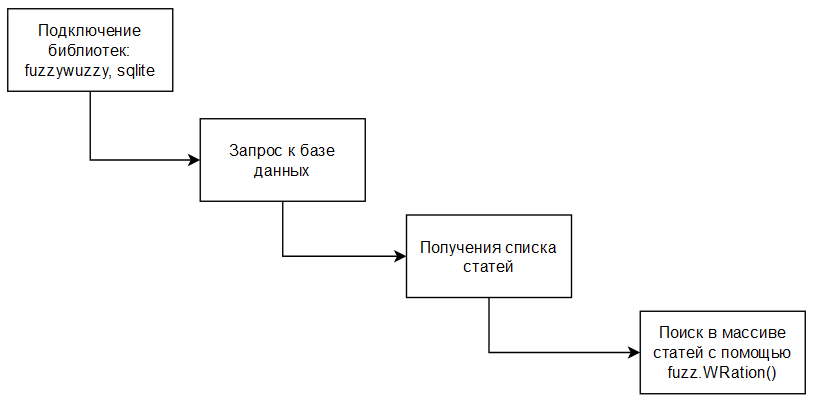 Подключение
библиотек:
fuzzywuzzy, sqlite
Запрос к базе
данных
Получения списка
статей
Поиск в массиве
статей с помощью
fuzz.WRation()